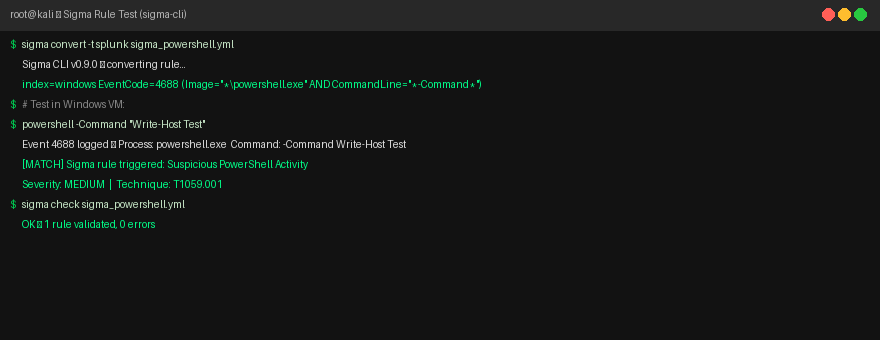 root@kali Sigma Rule Test (sigma-cli)
$ sigma convert -t splunk sigma_powershell.yml
Sigma CLI v0.9.0 converting rule...
index=windows EventCode=4688 (Image="*\powershell.exe" AND CommandLine="*-Command*")
$ # Test in Windows VM:
$ powershell -Command "Write-Host Test"
Event 4688 logged Process: powershell.exe Command: -Command Write-Host Test
[MATCH] Sigma rule triggered: Suspicious PowerShell Activity
Severity: MEDIUM | Technique: T1059.001
$ sigma check sigma_powershell.yml
OK 1 rule validated, 0 errors